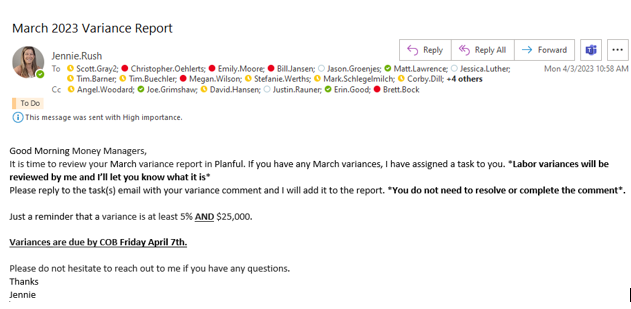 March 2023 Variance Report
Jennie.Rush
Reply Reply All Forward
To Scott.Gray2; Christopher.Oehlerts; Emily.Moore; Bill.Jansen; Jason.Groenjes; Matt.Lawrence; Jessica.Luther;
Mon 4/3/2023 10:58 AM
Tim.Barner; Tim.Buechler; Megan.Wilson; Stefanie.Werths; Mark.Schlegelmilch; Corby.Dill; +4 others
Cc Angel.Woodard; Joe.Grimshaw; David.Hansen; Justin.Rauner; Erin.Good; Brett.Bock
To Do
This message was sent with High importance.
Good Morning Money Managers,
It is time to review your March variance report in Planful. If you have any March variances, I have assigned a task to you. *Labor variances will be
reviewed by me and I'll let you know what it is*
Please reply to the task(s) email with your variance comment and I will add it to the report. *You do not need to resolve or complete the comment*.
Just a reminder that a variance is at least 5% AND $25,000.
Variances are due by COB Friday April 7th.
Please do not hesitate to reach out to me if you have any questions.
Thanks
Jennie